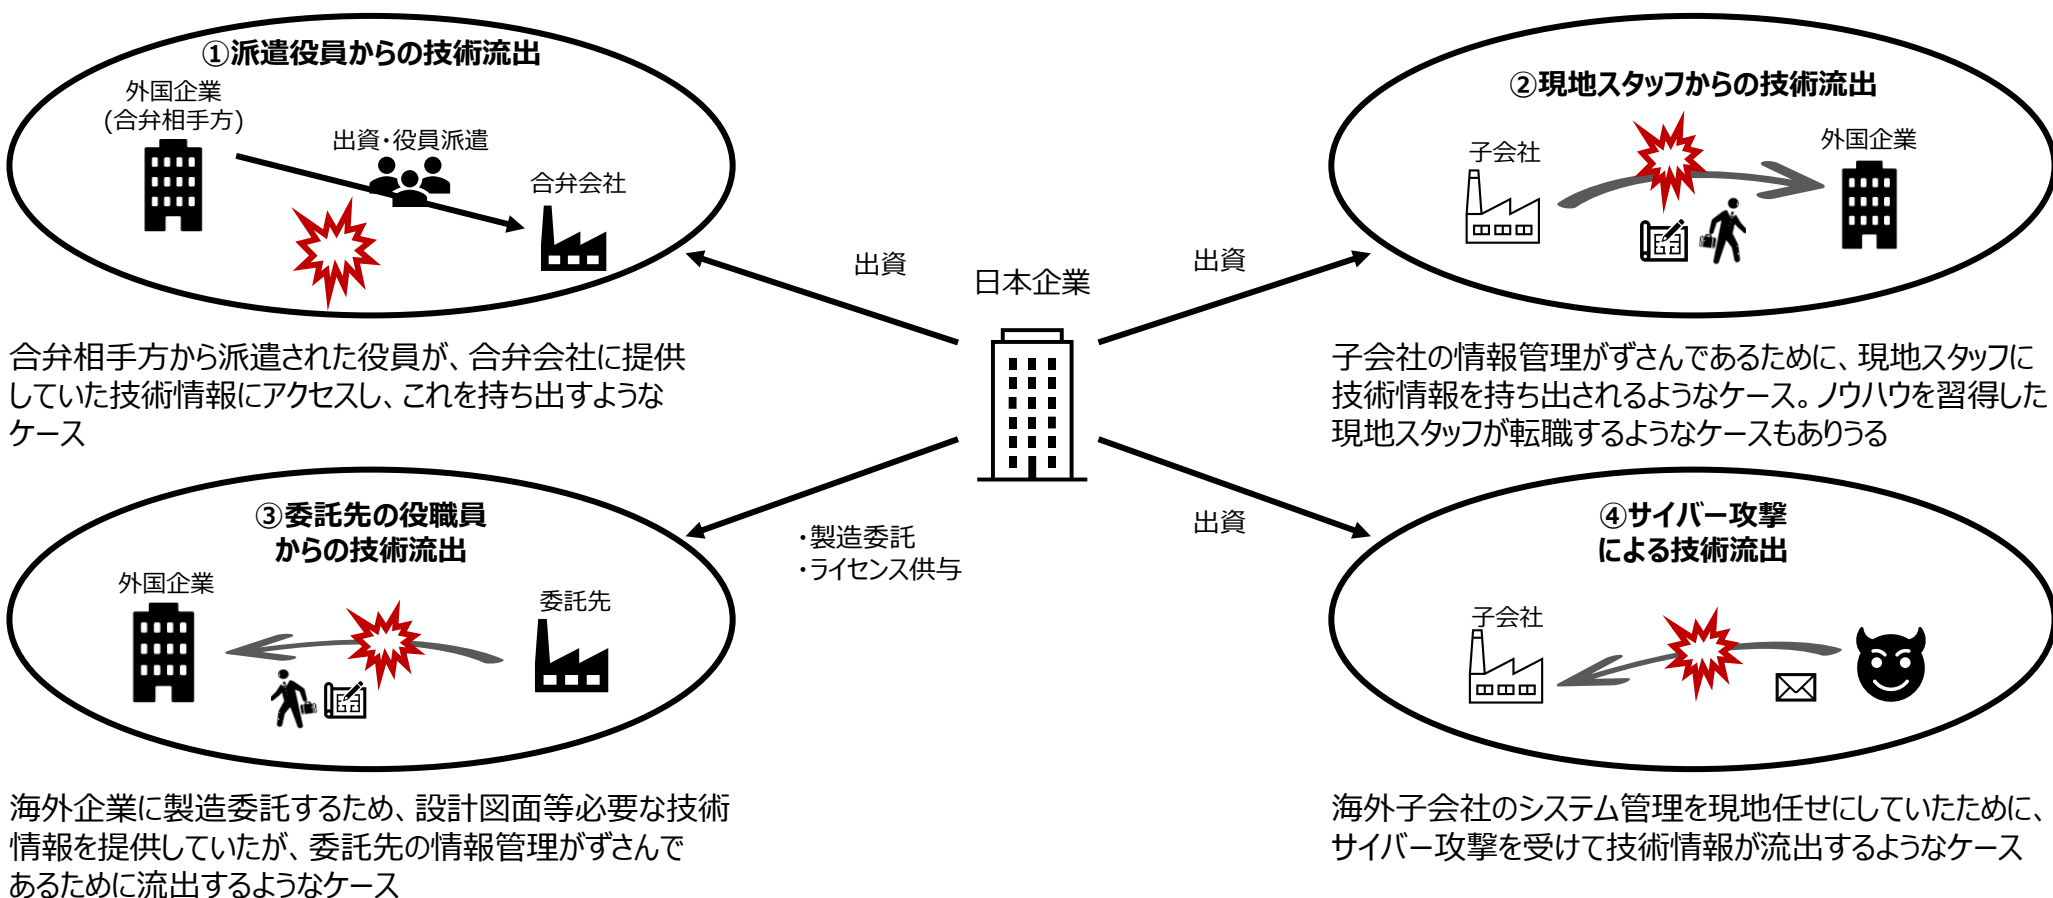 ①派遣役員からの技術流出
外国企業
(合弁相手方)
出資・役員派遣
合弁会社
合弁相手方から派遣された役員が、合弁会社に提供
していた技術情報にアクセスし、これを持ち出すような
ケース
②現地スタッフからの技術流出
子会社
外国企業
子会社の情報管理がずさんであるために、現地スタッフに
技術情報を持ち出されるようなケース。ノウハウを習得した
現地スタッフが転職するようなケースもありうる
出資
出資
日本企業
・製造委託
・ライセンス供与
出資
③委託先の役職員
からの技術流出
外国企業
委託先
海外企業に製造委託するため、設計図面等必要な技術
情報を提供していたが、委託先の情報管理がずさんで
あるために流出するようなケース
④サイバー攻撃
による技術流出
子会社
海外子会社のシステム管理を現地任せにしていたために、
サイバー攻撃を受けて技術情報が流出するようなケース